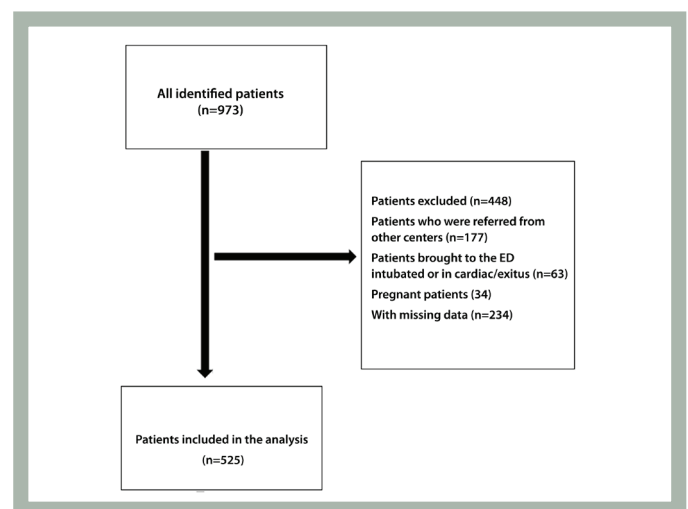 All identified patients
(n=973)
Patients excluded (n=448)
Patients who were referred from
other centers (n=177)
Patients brought to the ED
intubated or in cardiac/exitus (n=63)
Pregnant patients (34)
With missing data (n=234)
Patients included in the analysis
(n=525)